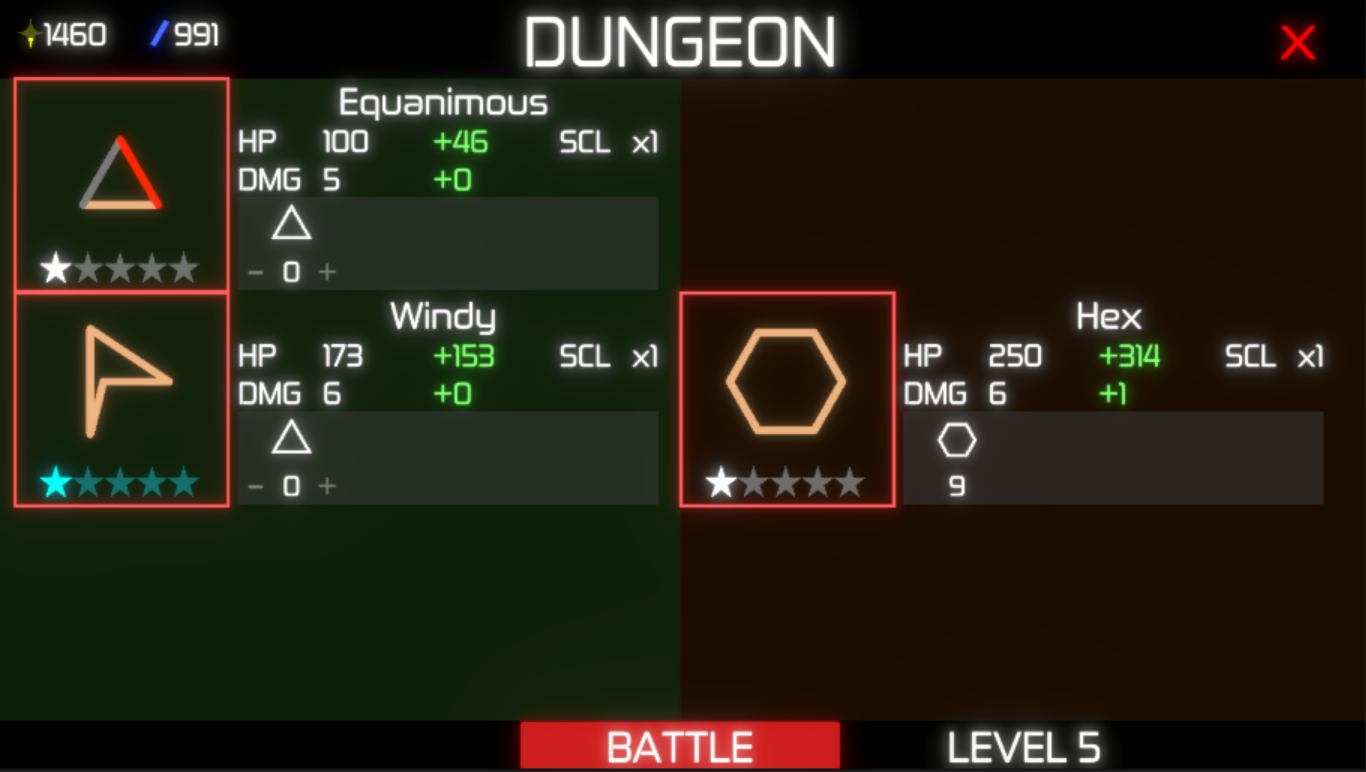 1460 991 DUNGEON X
Equanimous
HP 100 +46 SCL x1
DMG 5 +0
- 0 +
Windy
HP 173 +153 SCL x1
DMG 6 +0
- 0 +
Hex
HP 250 +314 SCL x1
DMG 6 +1
9
BATTLE LEVEL 5